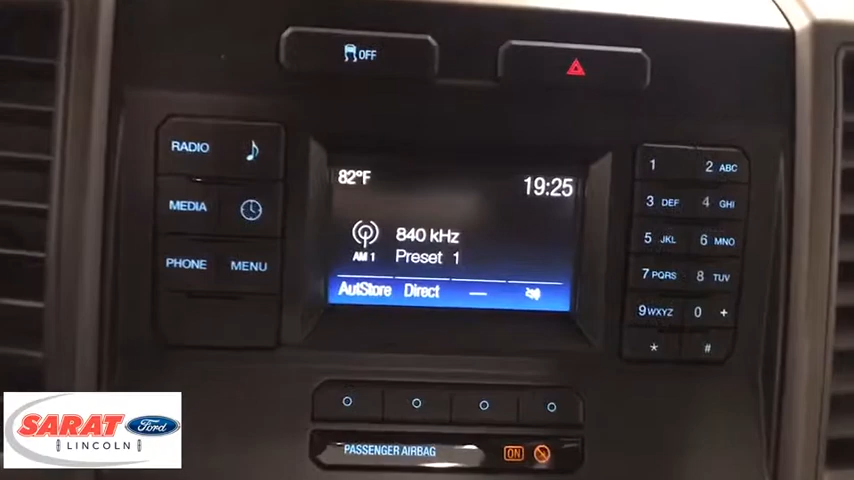 OFF
RADIO
MEDIA
PHONE MENU
82°F
19:25
840 kHz
AM 1 Preset 1
AutStore Direct
1 2 ABC
3 DEF 4 GHI
5 JKL 6 MNO
7 PQRS 8 TUV
9 WXYZ 0 +
* #
PASSENGER AIRBAG ON
SARAT Ford
LINCOLN